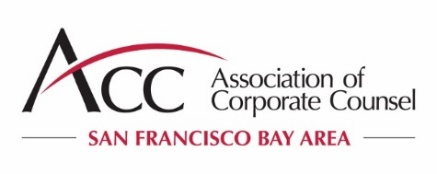 ACC
Association of
Corporate Counsel
SAN FRANCISCO BAY AREA